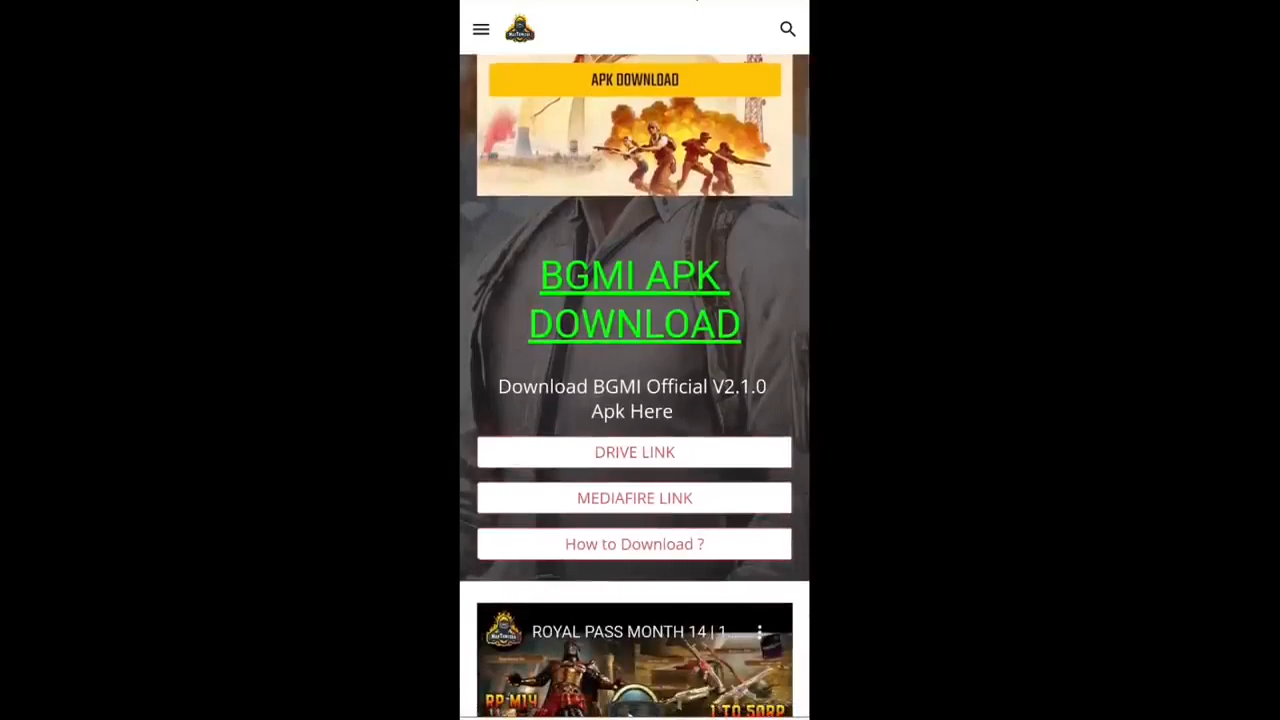 APK DOWNLOAD
BGMI APK
DOWNLOAD
Download BGMI Official V2.1.0
Apk Here
DRIVE LINK
MEDIAFIRE LINK
How to Download ?
ROYAL PASS MONTH 14 | 1...
RP M14
1 TO 50RP